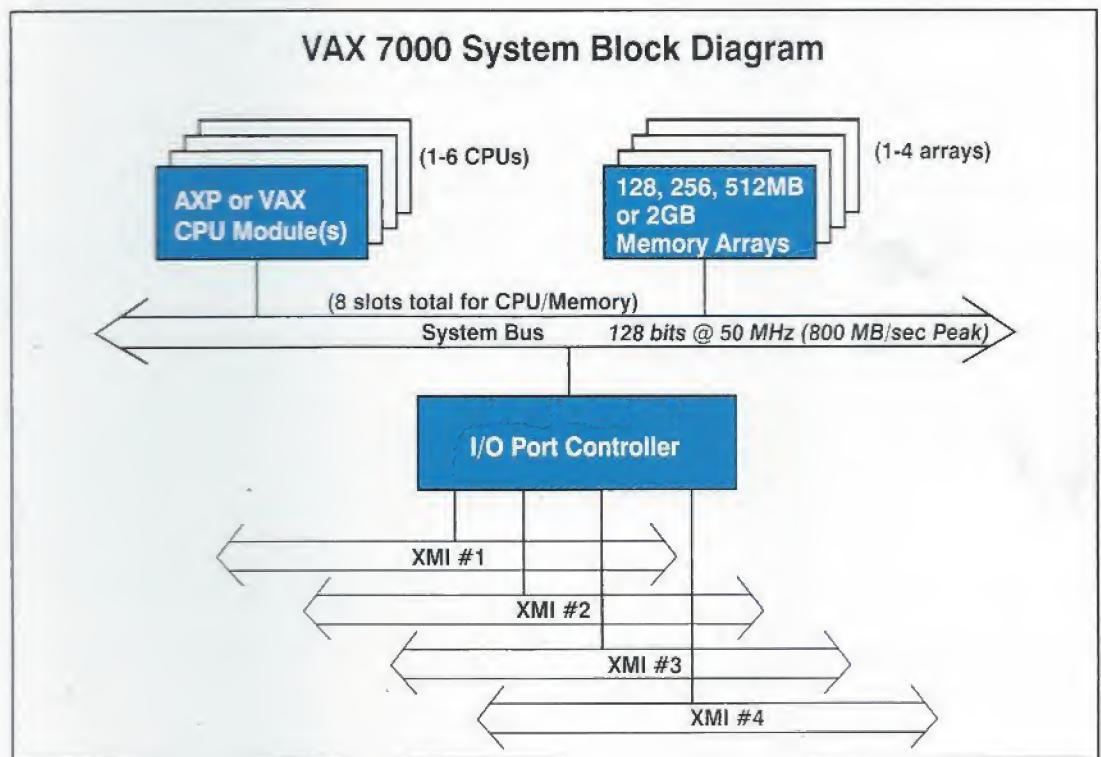 VAX 7000 System Block Diagram
(1-6 CPUs)
AXP or VAX
CPU Module(s)
(1-4 arrays)
128, 256, 512MB
or 2GB
Memory Arrays
(8 slots total for CPU/Memory)
System Bus 128 bits @ 50 MHz (800 MB/sec Peak)
I/O Port Controller
XMI #1
XMI #2
XMI #3
XMI #4